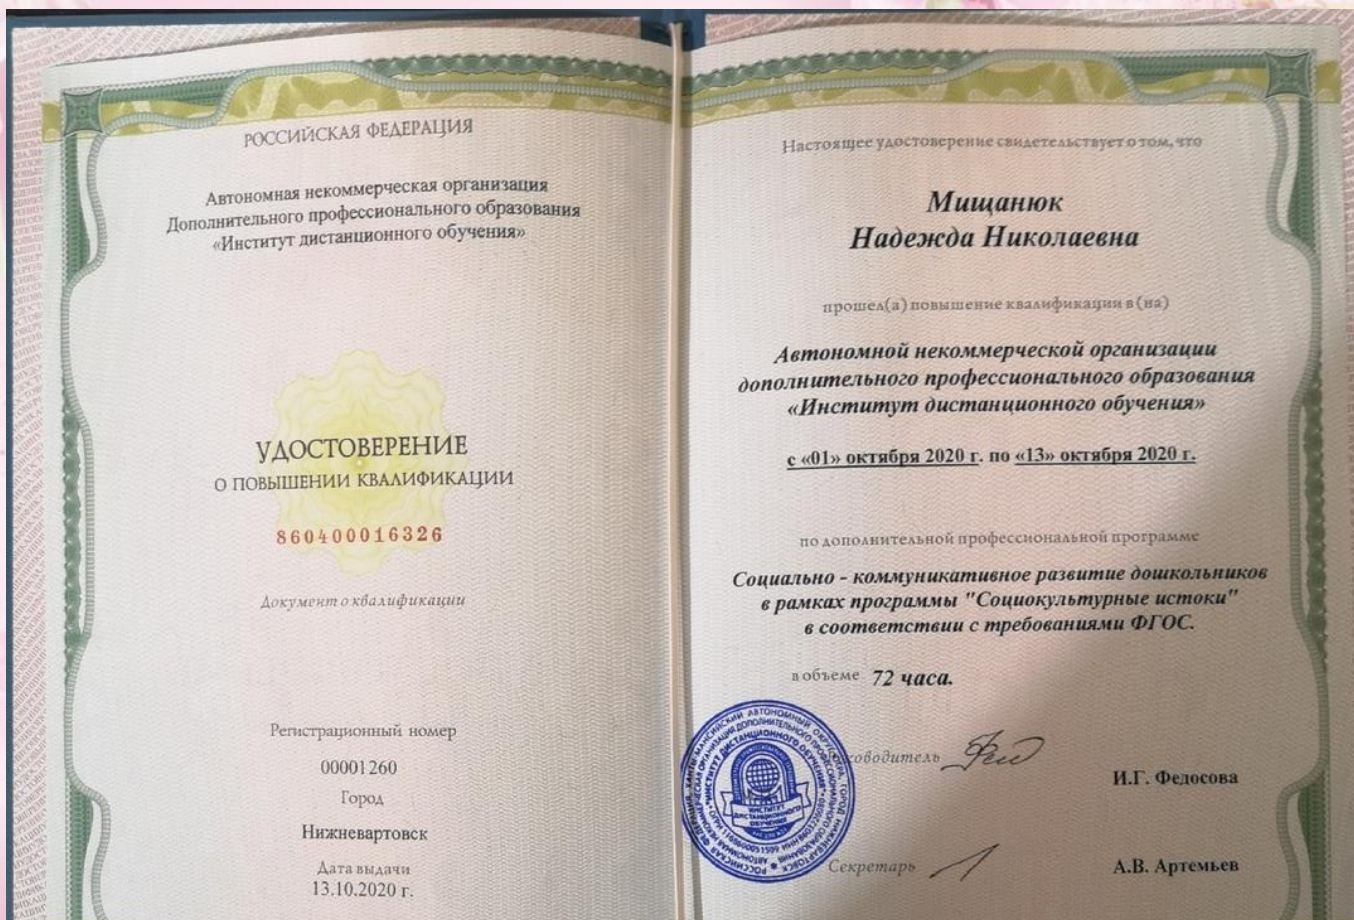 РОССИЙСКАЯ ФЕДЕРАЦИЯ
Автономная некоммерческая организация
Дополнительного профессионального образования
«Институт дистанционного обучения»
УДОСТОВЕРЕНИЕ
О ПОВЫШЕНИИ КВАЛИФИКАЦИИ
860400016326
Документ о квалификации
Регистрационный номер
00001260
Город
Нижневартовск
Дата выдачи
13.10.2020 г.
Настоящее удостоверение свидетельствует о том, что
Мищанюк
Надежда Николаевна
прошел(а) повышение квалификации в (на)
Автономной некоммерческой организации
дополнительного профессионального образования
«Институт дистанционного обучения»
с «01» октября 2020 г. по «13» октября 2020 г.
по дополнительной профессиональной программе
Социально - коммуникативное развитие дошкольников
в рамках программы "Социокультурные истоки"
в соответствии с требованиями ФГОС.
в объеме 72 часа.
И.Г. Федосова
Секретарь
А.В. Артемьев
ИНСТИТУТ
ДИСТАНЦИОННОГО
ОБУЧЕНИЯ